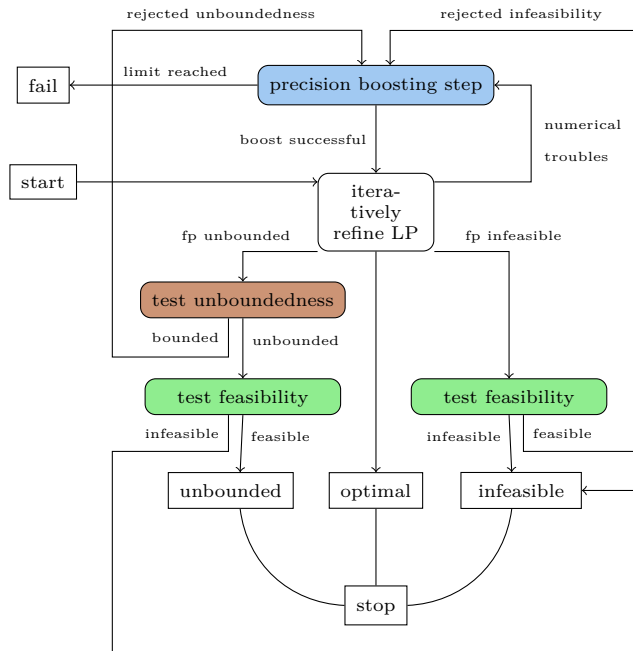 rejected unboundedness
rejected infeasibility
fail
limit reached
precision boosting step
boost successful
numerical
troubles
start
itera-
tively
refine LP
fp unbounded
fp infeasible
test unboundedness
bounded
unbounded
test feasibility
test feasibility
infeasible
feasible
infeasible
feasible
unbounded
optimal
infeasible
stop